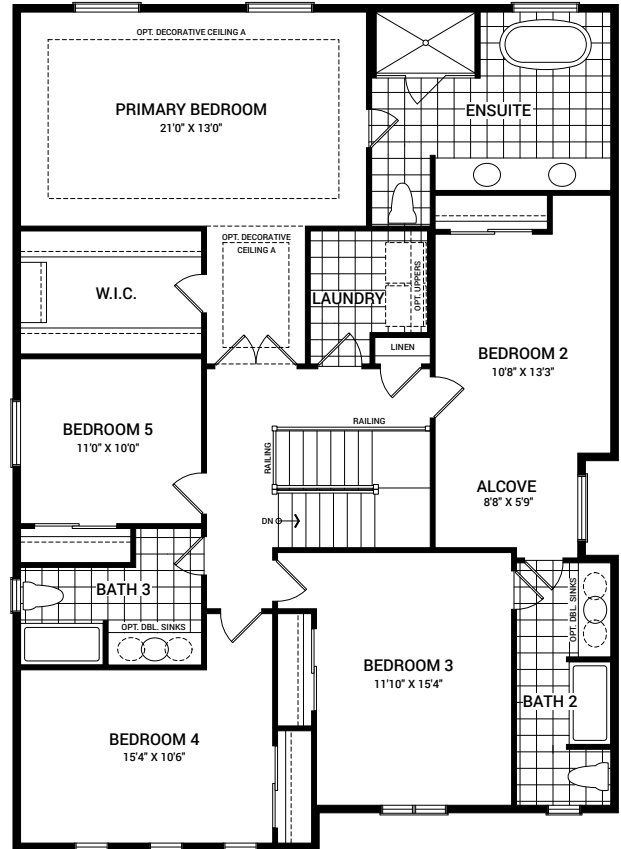 OPT. DECORATIVE CEILING A
PRIMARY BEDROOM
21'0" X 13'0"
ENSUITE
OPT. DECORATIVE
CEILING A
W.I.C.
LAUNDRY
OPT. UPPERS
LINEN
BEDROOM 2
10'8" X 13'3"
BEDROOM 5
11'0" X 10'0"
RAILING
RAILING
ALCOVE
8'8" X 5'9"
DN
BATH 3
OPT. DBL. SINKS
OPT. DBL. SINKS
BEDROOM 3
11'10" X 15'4"
BATH 2
BEDROOM 4
15'4" X 10'6"